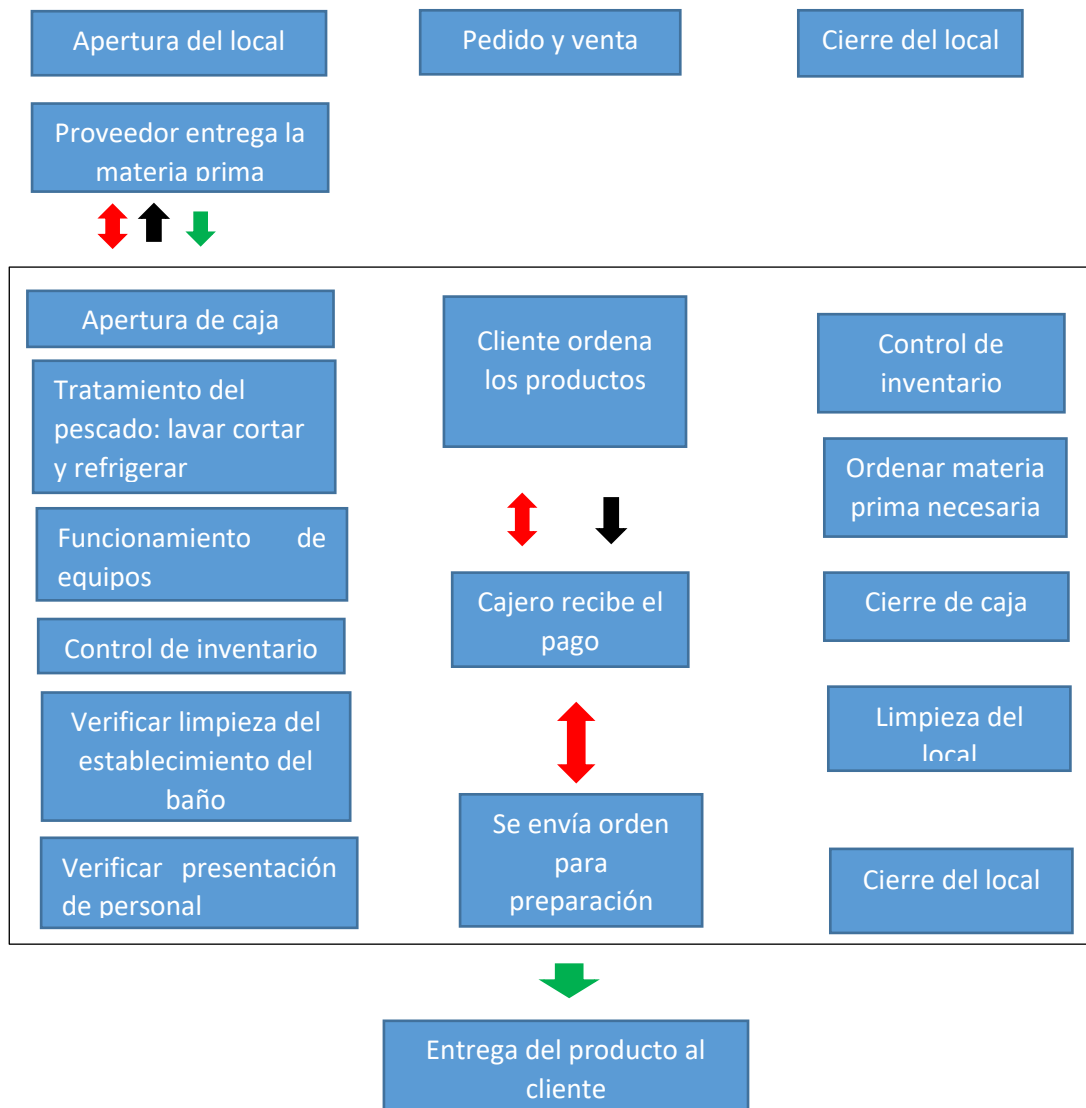 Apertura del local
Pedido y venta
Cierre del local
Proveedor entrega la
materia prima
Apertura de caja
Tratamiento del
pescado: lavar cortar
y refrigerar
Funcionamiento de
equipos
Control de inventario
Verificar limpieza del
establecimiento del
baño
Verificar presentación
de personal
Cliente ordena
los productos
Cajero recibe el
pago
Se envía orden
para
preparación
Control de
inventario
Ordenar materia
prima necesaria
Cierre de caja
Limpieza del
local
Cierre del local
Entrega del producto al
cliente